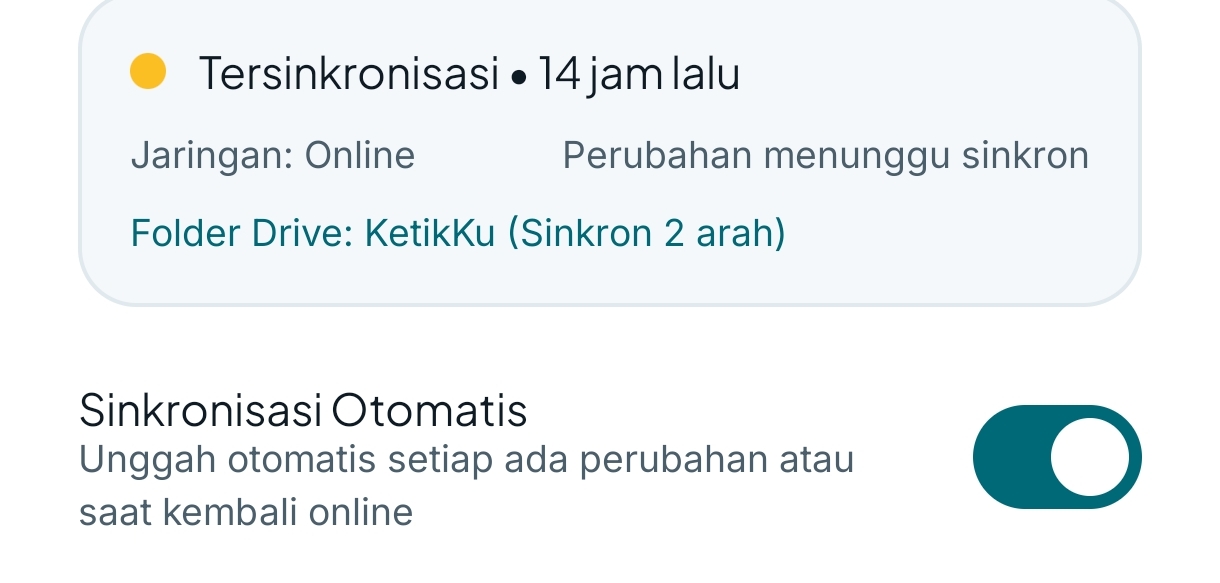 Tersinkronisasi • 14 jam lalu
Jaringan: Online Perubahan menunggu sinkron
Folder Drive: KetikKu (Sinkron 2 arah)
Sinkronisasi Otomatis
Unggah otomatis setiap ada perubahan atau
saat kembali online